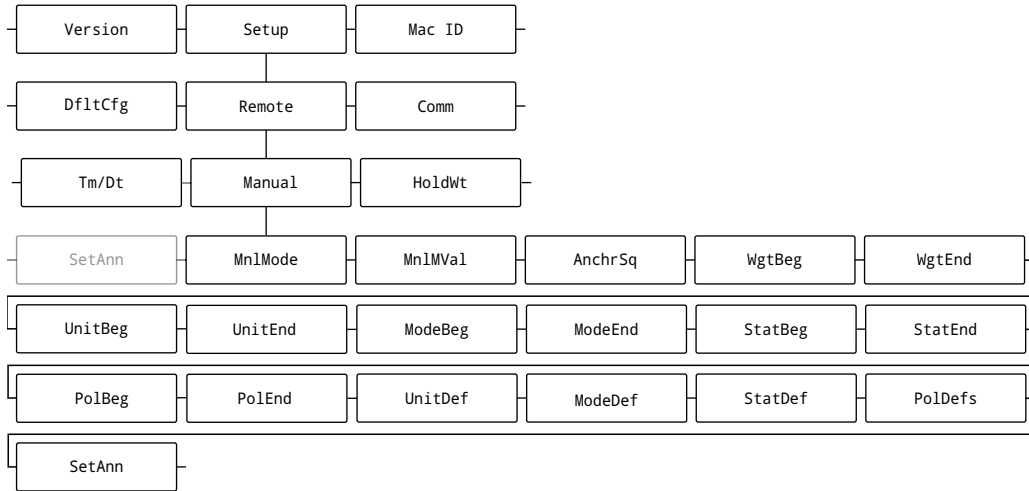 Version Setup Mac ID
DfltCfg Remote Comm
Tm/Dt Manual HoldWt
SetAnn MnlMode MnlMVal AnchrSq WgtBeg WgtEnd
UnitBeg UnitEnd ModeBeg ModeEnd StatBeg StatEnd
PolBeg PolEnd UnitDef ModeDef StatDef PolDefs
SetAnn